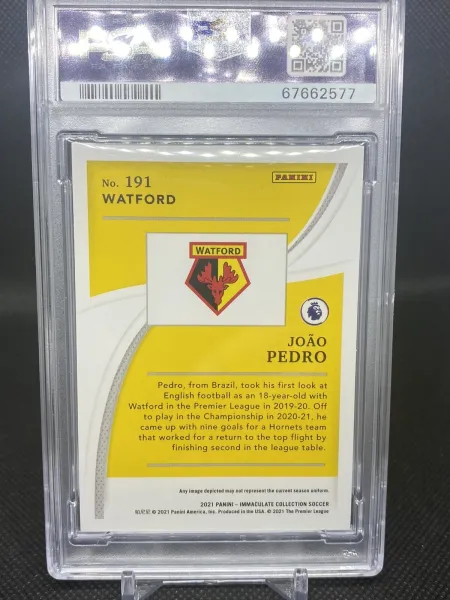 PSA
67662577
No. 191
WATFORD
PANINI
WATFORD
JOÃO
PEDRO
Pedro, from Brazil, took his first look at
English football as an 18-year-old with
Watford in the Premier League in 2019-20. Off
to play in the Championship in 2020-21, he
came up with nine goals for a Hornets team
that worked for a return to the top flight by
finishing second in the league table.
Any image depicted may not represent the current season uniform.
2021 PANINI – IMMACULATE COLLECTION SOCCER
© 2021 Panini America, Inc. Produced in the USA. © 2021 The Premier League